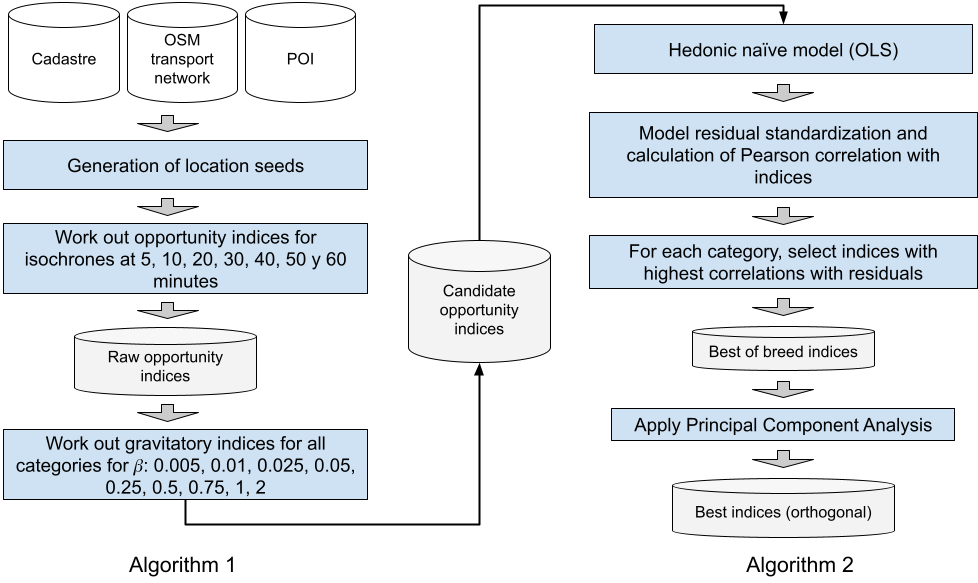 Cadastre
OSM
transport
network
POI
Generation of location seeds
Work out opportunity indices for
isochrones at 5, 10, 20, 30, 40, 50 y 60
minutes
Raw opportunity
indices
Work out gravitatory indices for all
categories for β: 0.005, 0.01, 0.025, 0.05,
0.25, 0.5, 0.75, 1, 2
Algorithm 1
Candidate
opportunity
indices
Hedonic naïve model (OLS)
Model residual standardization and
calculation of Pearson correlation with
indices
For each category, select indices with
highest correlations with residuals
Best of breed indices
Apply Principal Component Analysis
Best indices (orthogonal)
Algorithm 2